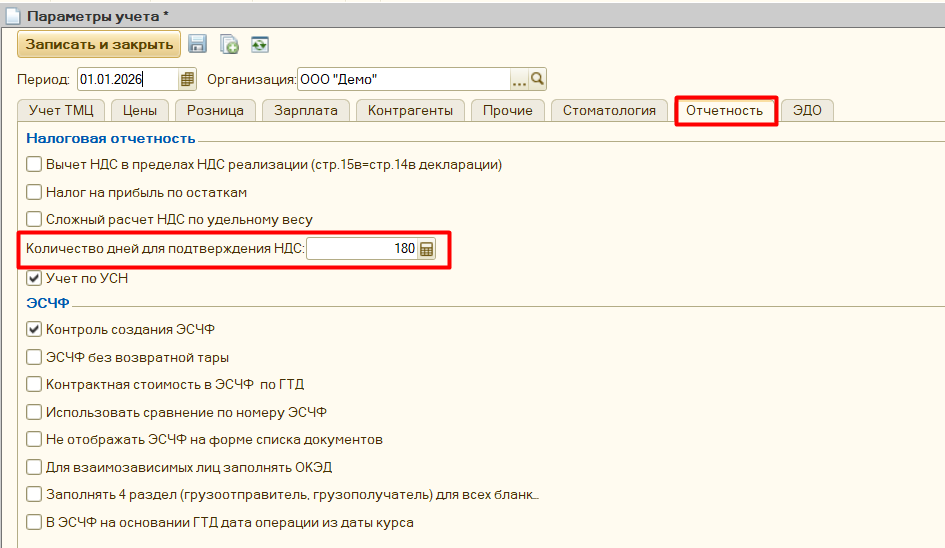 Параметры учета *
Записать и закрыть
Период: 01.01.2026 Организация: ООО "Демо" ...
Учет ТМЦ Цены Розница Зарплата Контрагенты Прочие Стоматология Отчетность ЭДО
Налоговая отчетность
Вычет НДС в пределах НДС реализации (стр.15в=стр.14в декларации)
Налог на прибыль по остаткам
Сложный расчет НДС по удельному весу
Количество дней для подтверждения НДС: 180
Учет по УСН
ЭСЧФ
Контроль создания ЭСЧФ
ЭСЧФ без возвратной тары
Контрактная стоимость в ЭСЧФ по ГТД
Использовать сравнение по номеру ЭСЧФ
Не отображать ЭСЧФ на форме списка документов
Для взаимозависимых лиц заполнять ОКЭД
Заполнять 4 раздел (грузоотправитель, грузополучатель) для всех бланк...
В ЭСЧФ на основании ГТД дата операции из даты курса